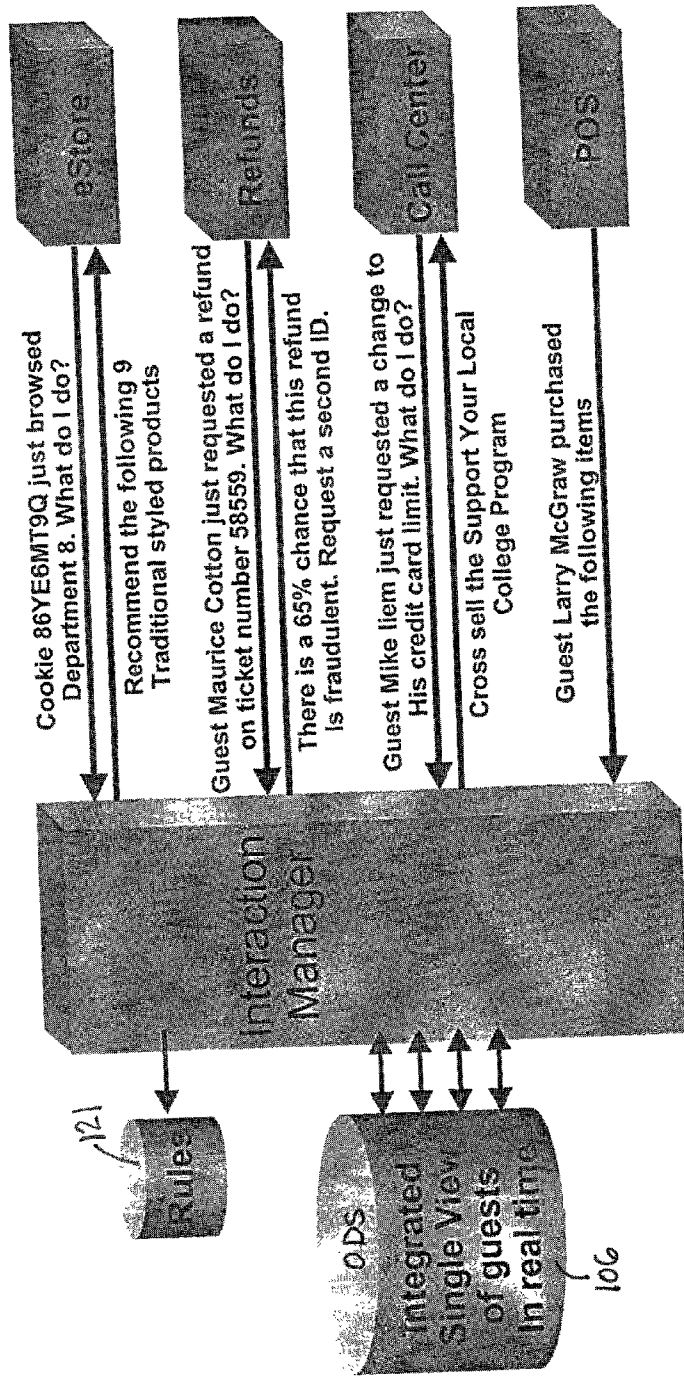 eStore
Cookie 86YE6MT9Q just browsed
Department 8. What do I do?
Recommend the following 9
Traditional styled products
Refunds
Guest Maurice Cotton just requested a refund
on ticket number 58559. What do I do?
There is a 65% chance that this refund
Is fraudulent. Request a second ID.
Call Center
Guest Mike liem just requested a change to
His credit card limit. What do I do?
Cross sell the Support Your Local
College Program
POS
Guest Larry McGraw purchased
the following items
Interaction
Manager
121
Rules
ODS
Integrated
Single View
of guests
In real time
106